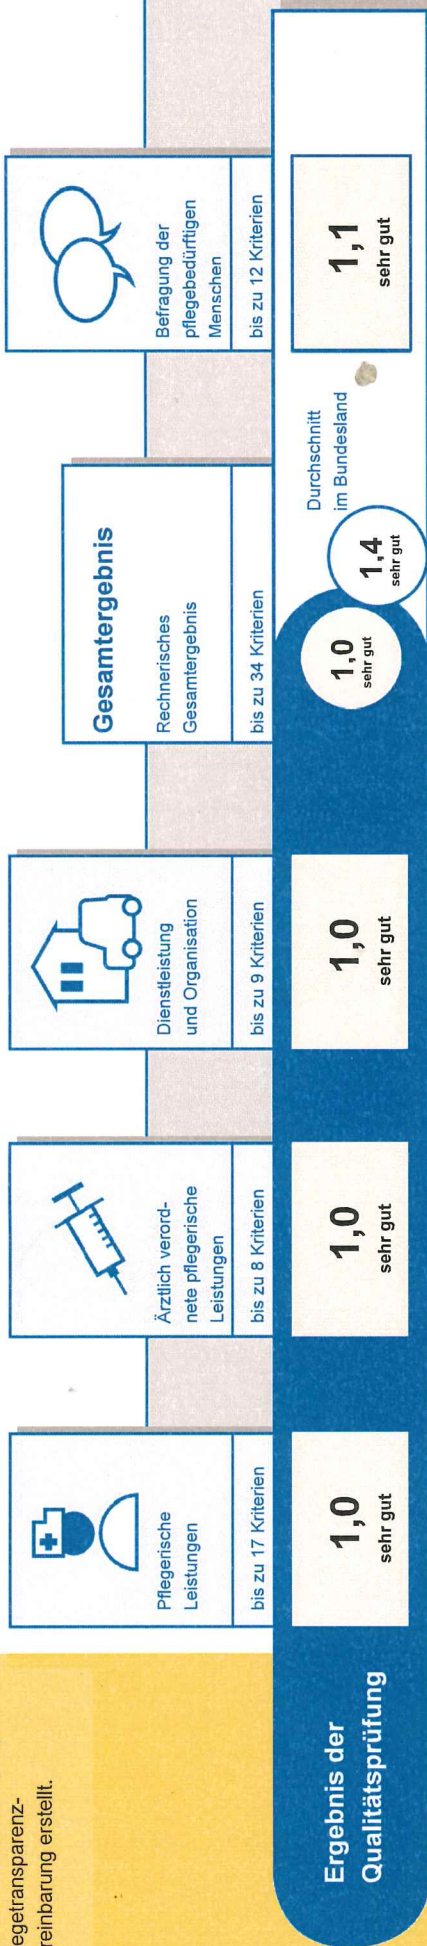 egetransparenz-
reinbarung erstellt.
Pflegerische
Leistungen
bis zu 17 Kriterien
Ärztlich verord-
nete pflegerische
Leistungen
bis zu 8 Kriterien
Dienstleistung
und Organisation
bis zu 9 Kriterien
Gesamtergebnis
Rechnerisches
Gesamtergebnis
bis zu 34 Kriterien
Befragung der
pflegebedürftigen
Menschen
bis zu 12 Kriterien
Ergebnis der
Qualitätsprüfung
1,0
sehr gut
1,0
sehr gut
1,0
sehr gut
1,0
sehr gut
1,4
sehr gut
Durchschnitt
im Bundesland
1,1
sehr gut